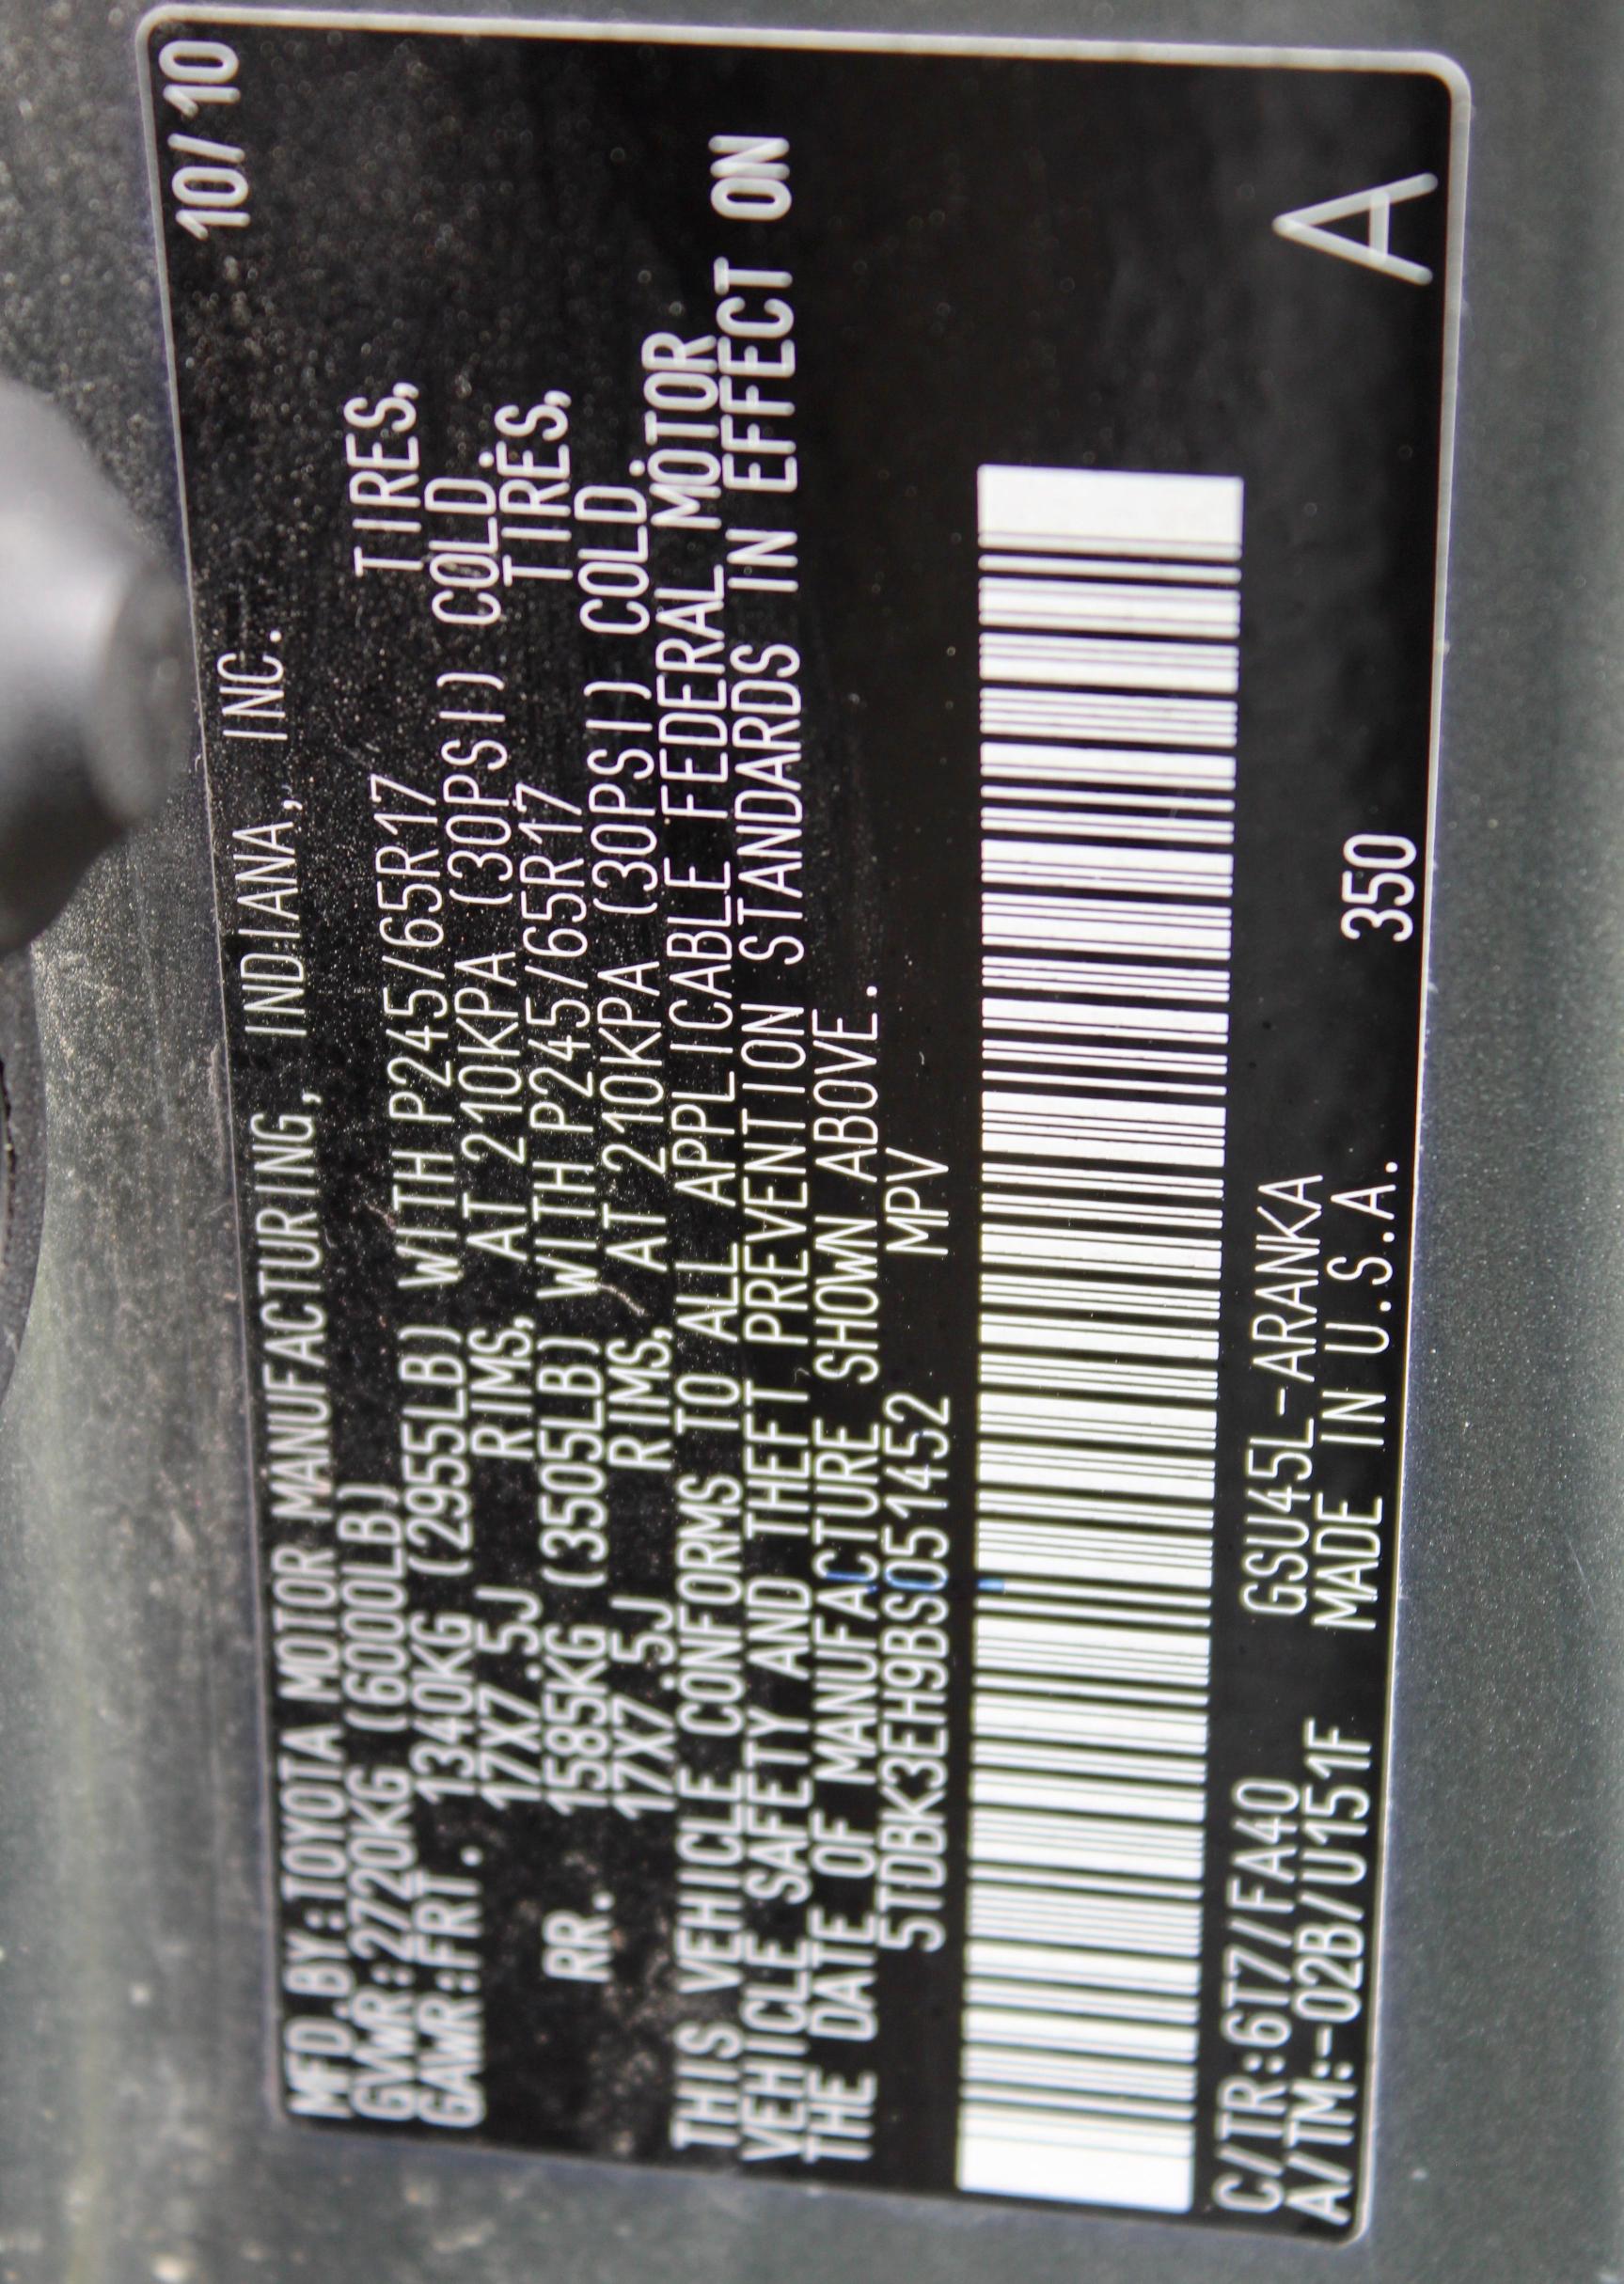 MFD.BY:TOYOTA MOTOR MANUFACTURING, INDIANA, INC. 10/10
GVWR:2720KG (6000LB)
GAWR:FRT. 1340KG (2955LB) WITH P245/65R17 TIRES,
17X7.5J RIMS, AT 210KPA (30PSI) COLD.
RR. 1585KG (3505LB) WITH P245/65R17 TIRES,
17X7.5J RIMS, AT 210KPA (30PSI) COLD.
THIS VEHICLE CONFORMS TO ALL APPLICABLE FEDERAL MOTOR
VEHICLE SAFETY AND THEFT PREVENTION STANDARDS IN EFFECT ON
THE DATE OF MANUFACTURE SHOWN ABOVE.
5TDBK3EH9BS051452 MPV
C/TR:6T7/FA40 GSU45L-ARANKA
A/TM:-02B/U151F MADE IN U.S.A. 350 A